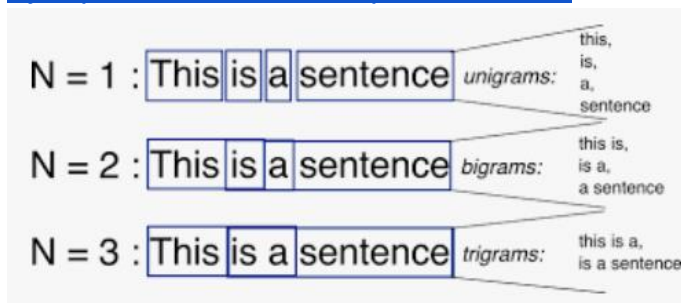 N = 1 : This is a sentence unigrams: this,
is,
a,
sentence
N = 2 : This is a sentence bigrams: this is,
is a,
a sentence
N = 3 : This is a sentence trigrams: this is a,
is a sentence